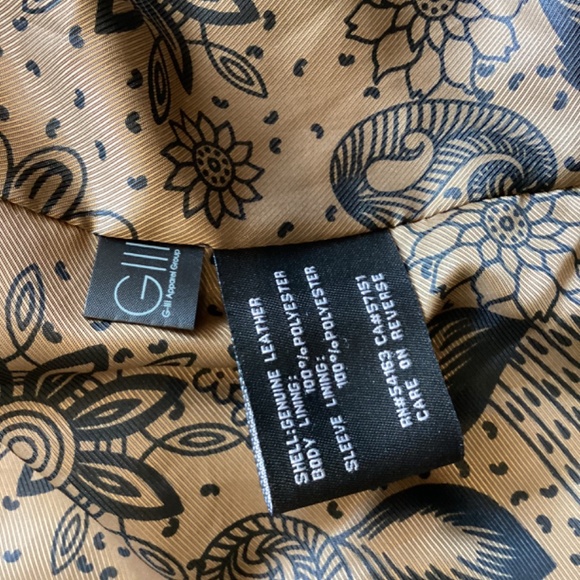 GIII
G-III Apparel Group
SHELL:GENUINE LEATHER
BODY LINING:
100%POLYESTER
SLEEVE LINING:
100%POLYESTER
RN#54163 CA#57151
CARE ON REVERSE